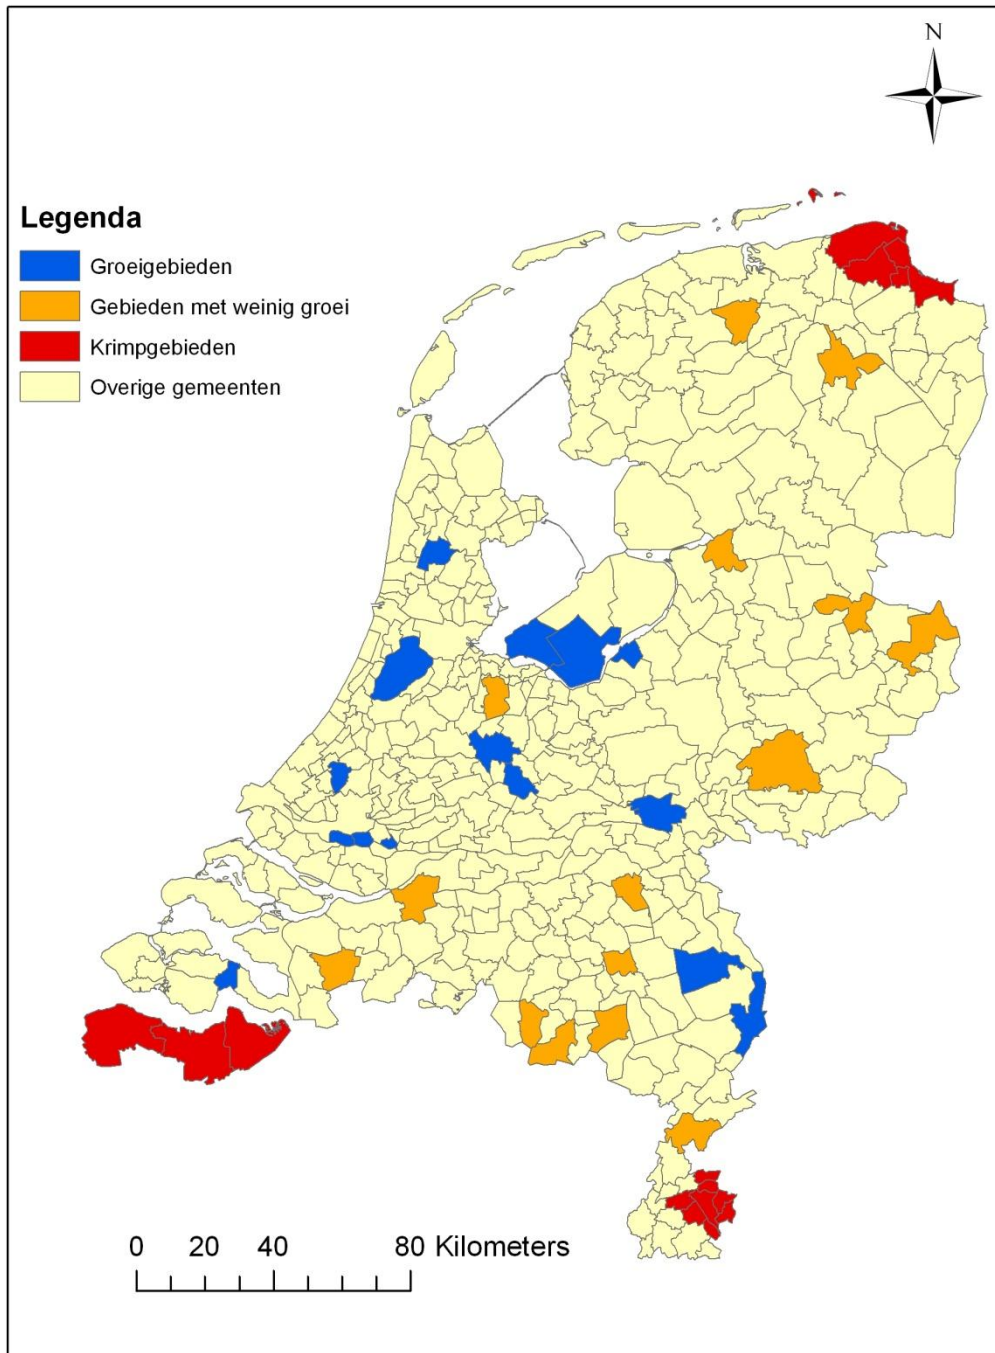 N
Legenda
Groeigebieden
Gebieden met weinig groei
Krimpgebieden
Overige gemeenten
0 20 40 80 Kilometers